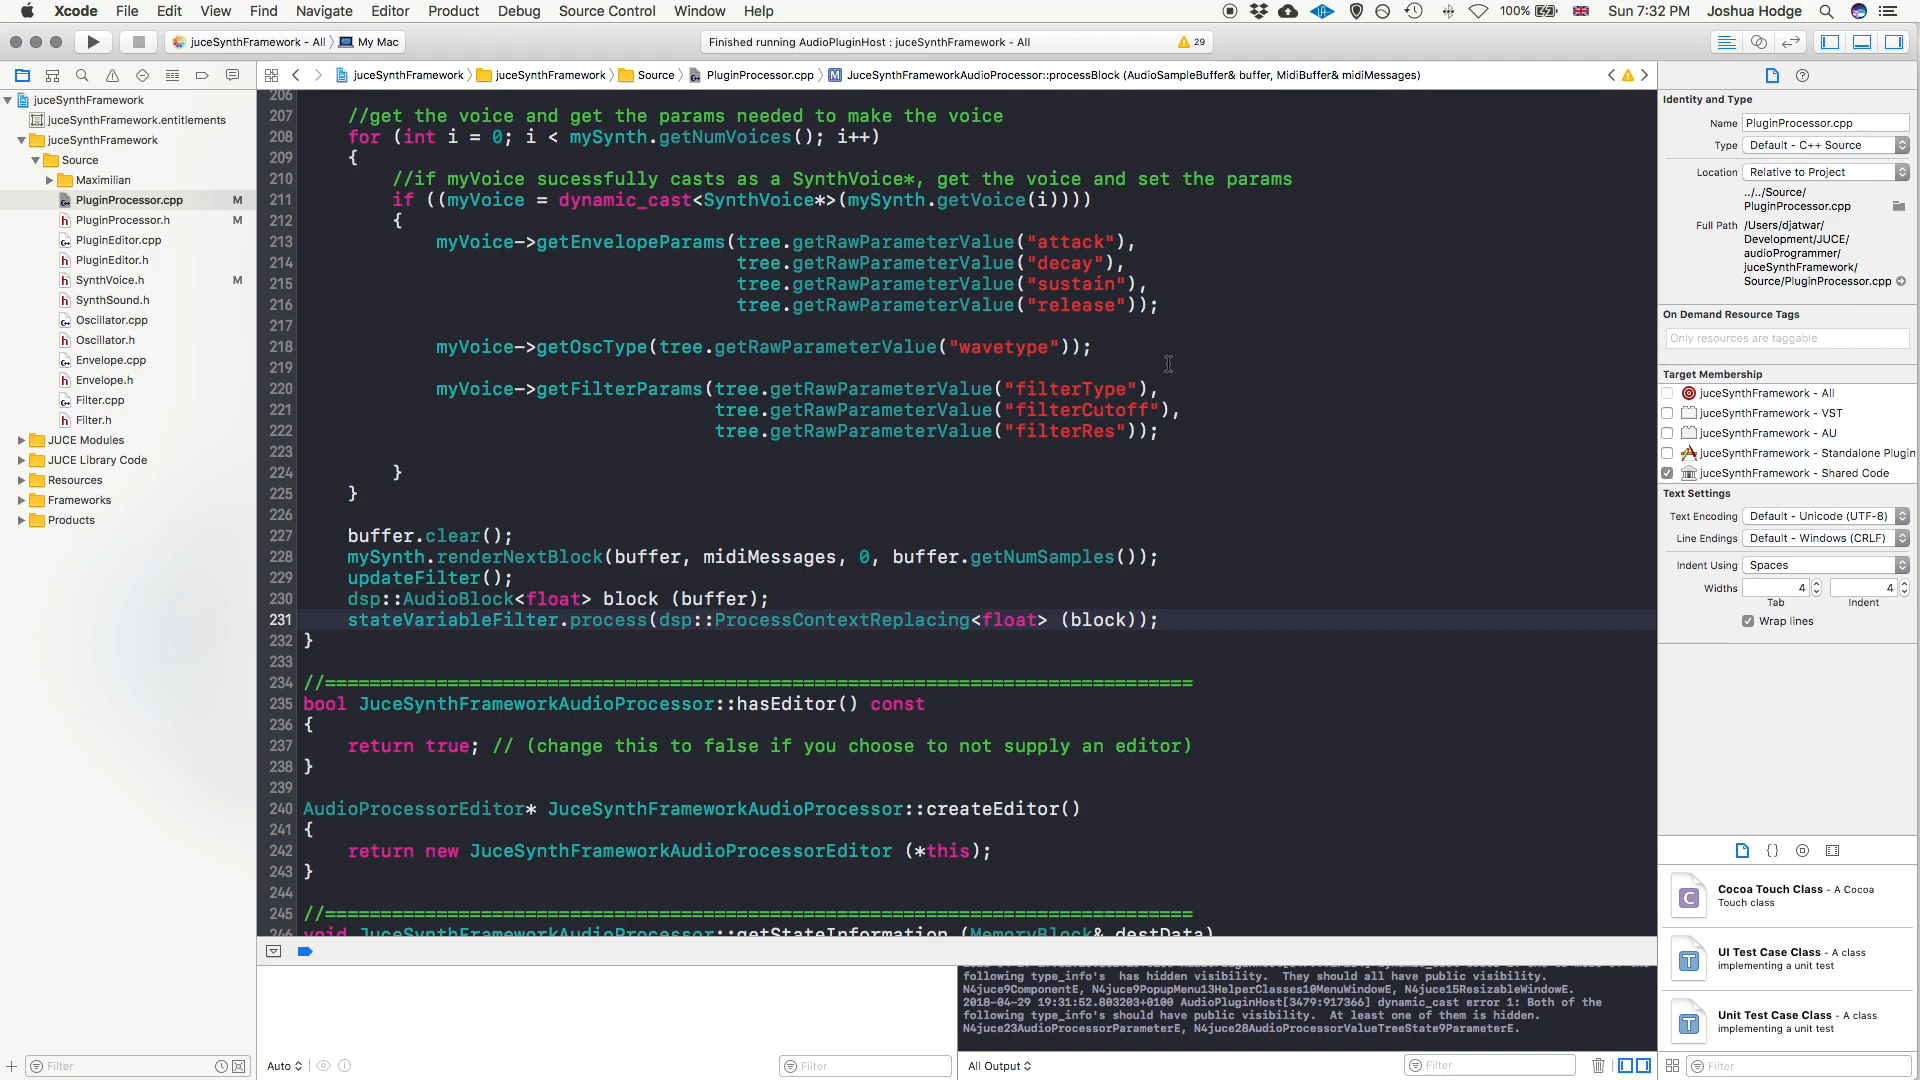 Xcode File Edit View Find Navigate Editor Product Debug Source Control Window Help 100% Sun 7:32 PM Joshua Hodge
juceSynthFramework - All My Mac Finished running AudioPluginHost : juceSynthFramework - All 29
juceSynthFramework juceSynthFramework Source PluginProcessor.cpp M JuceSynthFrameworkAudioProcessor::processBlock (AudioSampleBuffer& buffer, MidiBuffer& midiMessages)
juceSynthFramework
juceSynthFramework.entitlements
juceSynthFramework
Source
Maximilian
PluginProcessor.cpp M
PluginProcessor.h M
PluginEditor.cpp
PluginEditor.h
SynthVoice.h M
SynthSound.h
Oscillator.cpp
Oscillator.h
Envelope.cpp
Envelope.h
Filter.cpp
Filter.h
JUCE Modules
JUCE Library Code
Resources
Frameworks
Products
Filter
206
207 //get the voice and get the params needed to make the voice
208 for (int i = 0; i < mySynth.getNumVoices(); i++)
209 {
210 //if myVoice sucessfully casts as a SynthVoice*, get the voice and set the params
211 if ((myVoice = dynamic_cast<SynthVoice*>(mySynth.getVoice(i))))
212 {
213 myVoice->getEnvelopeParams(tree.getRawParameterValue("attack"),
214 tree.getRawParameterValue("decay"),
215 tree.getRawParameterValue("sustain"),
216 tree.getRawParameterValue("release"));
217
218 myVoice->getOscType(tree.getRawParameterValue("wavetype"));
219
220 myVoice->getFilterParams(tree.getRawParameterValue("filterType"),
221 tree.getRawParameterValue("filterCutoff"),
222 tree.getRawParameterValue("filterRes"));
223
224 }
225 }
226
227 buffer.clear();
228 mySynth.renderNextBlock(buffer, midiMessages, 0, buffer.getNumSamples());
229 updateFilter();
230 dsp::AudioBlock<float> block (buffer);
231 stateVariableFilter.process(dsp::ProcessContextReplacing<float> (block));
232 }
233
234 //==============================================================================
235 bool JuceSynthFrameworkAudioProcessor::hasEditor() const
236 {
237 return true; // (change this to false if you choose to not supply an editor)
238 }
239
240 AudioProcessorEditor* JuceSynthFrameworkAudioProcessor::createEditor()
241 {
242 return new JuceSynthFrameworkAudioProcessorEditor (*this);
243 }
244
245 //==============================================================================
246 void JuceSynthFrameworkAudioProcessor::getStateInformation (MemoryBlock& destData)
following type_info's has hidden visibility. They should all have public visibility.
N4juce9ComponentE, N4juce9PopupMenu13HelperClasses10MenuWindowE, N4juce15ResizableWindowE.
2018-04-29 19:31:52.803203+0100 AudioPluginHost[3479:917366] dynamic_cast error 1: Both of the
following type_info's should have public visibility. At least one of them is hidden.
N4juce23AudioProcessorParameterE, N4juce28AudioProcessorValueTreeState9ParameterE.
Auto Filter All Output Filter
Identity and Type
Name PluginProcessor.cpp
Type Default - C++ Source
Location Relative to Project
../../Source/
PluginProcessor.cpp
Full Path /Users/djatwar/
Development/JUCE/
audioProgrammer/
juceSynthFramework/
Source/PluginProcessor.cpp
On Demand Resource Tags
Only resources are taggable
Target Membership
juceSynthFramework - All
juceSynthFramework - VST
juceSynthFramework - AU
juceSynthFramework - Standalone Plugin
juceSynthFramework - Shared Code
Text Settings
Text Encoding Default - Unicode (UTF-8)
Line Endings Default - Windows (CRLF)
Indent Using Spaces
Widths 4 4
Tab Indent
Wrap lines
C Cocoa Touch Class - A Cocoa
Touch class
T UI Test Case Class - A class
implementing a unit test
T Unit Test Case Class - A class
implementing a unit test
Filter